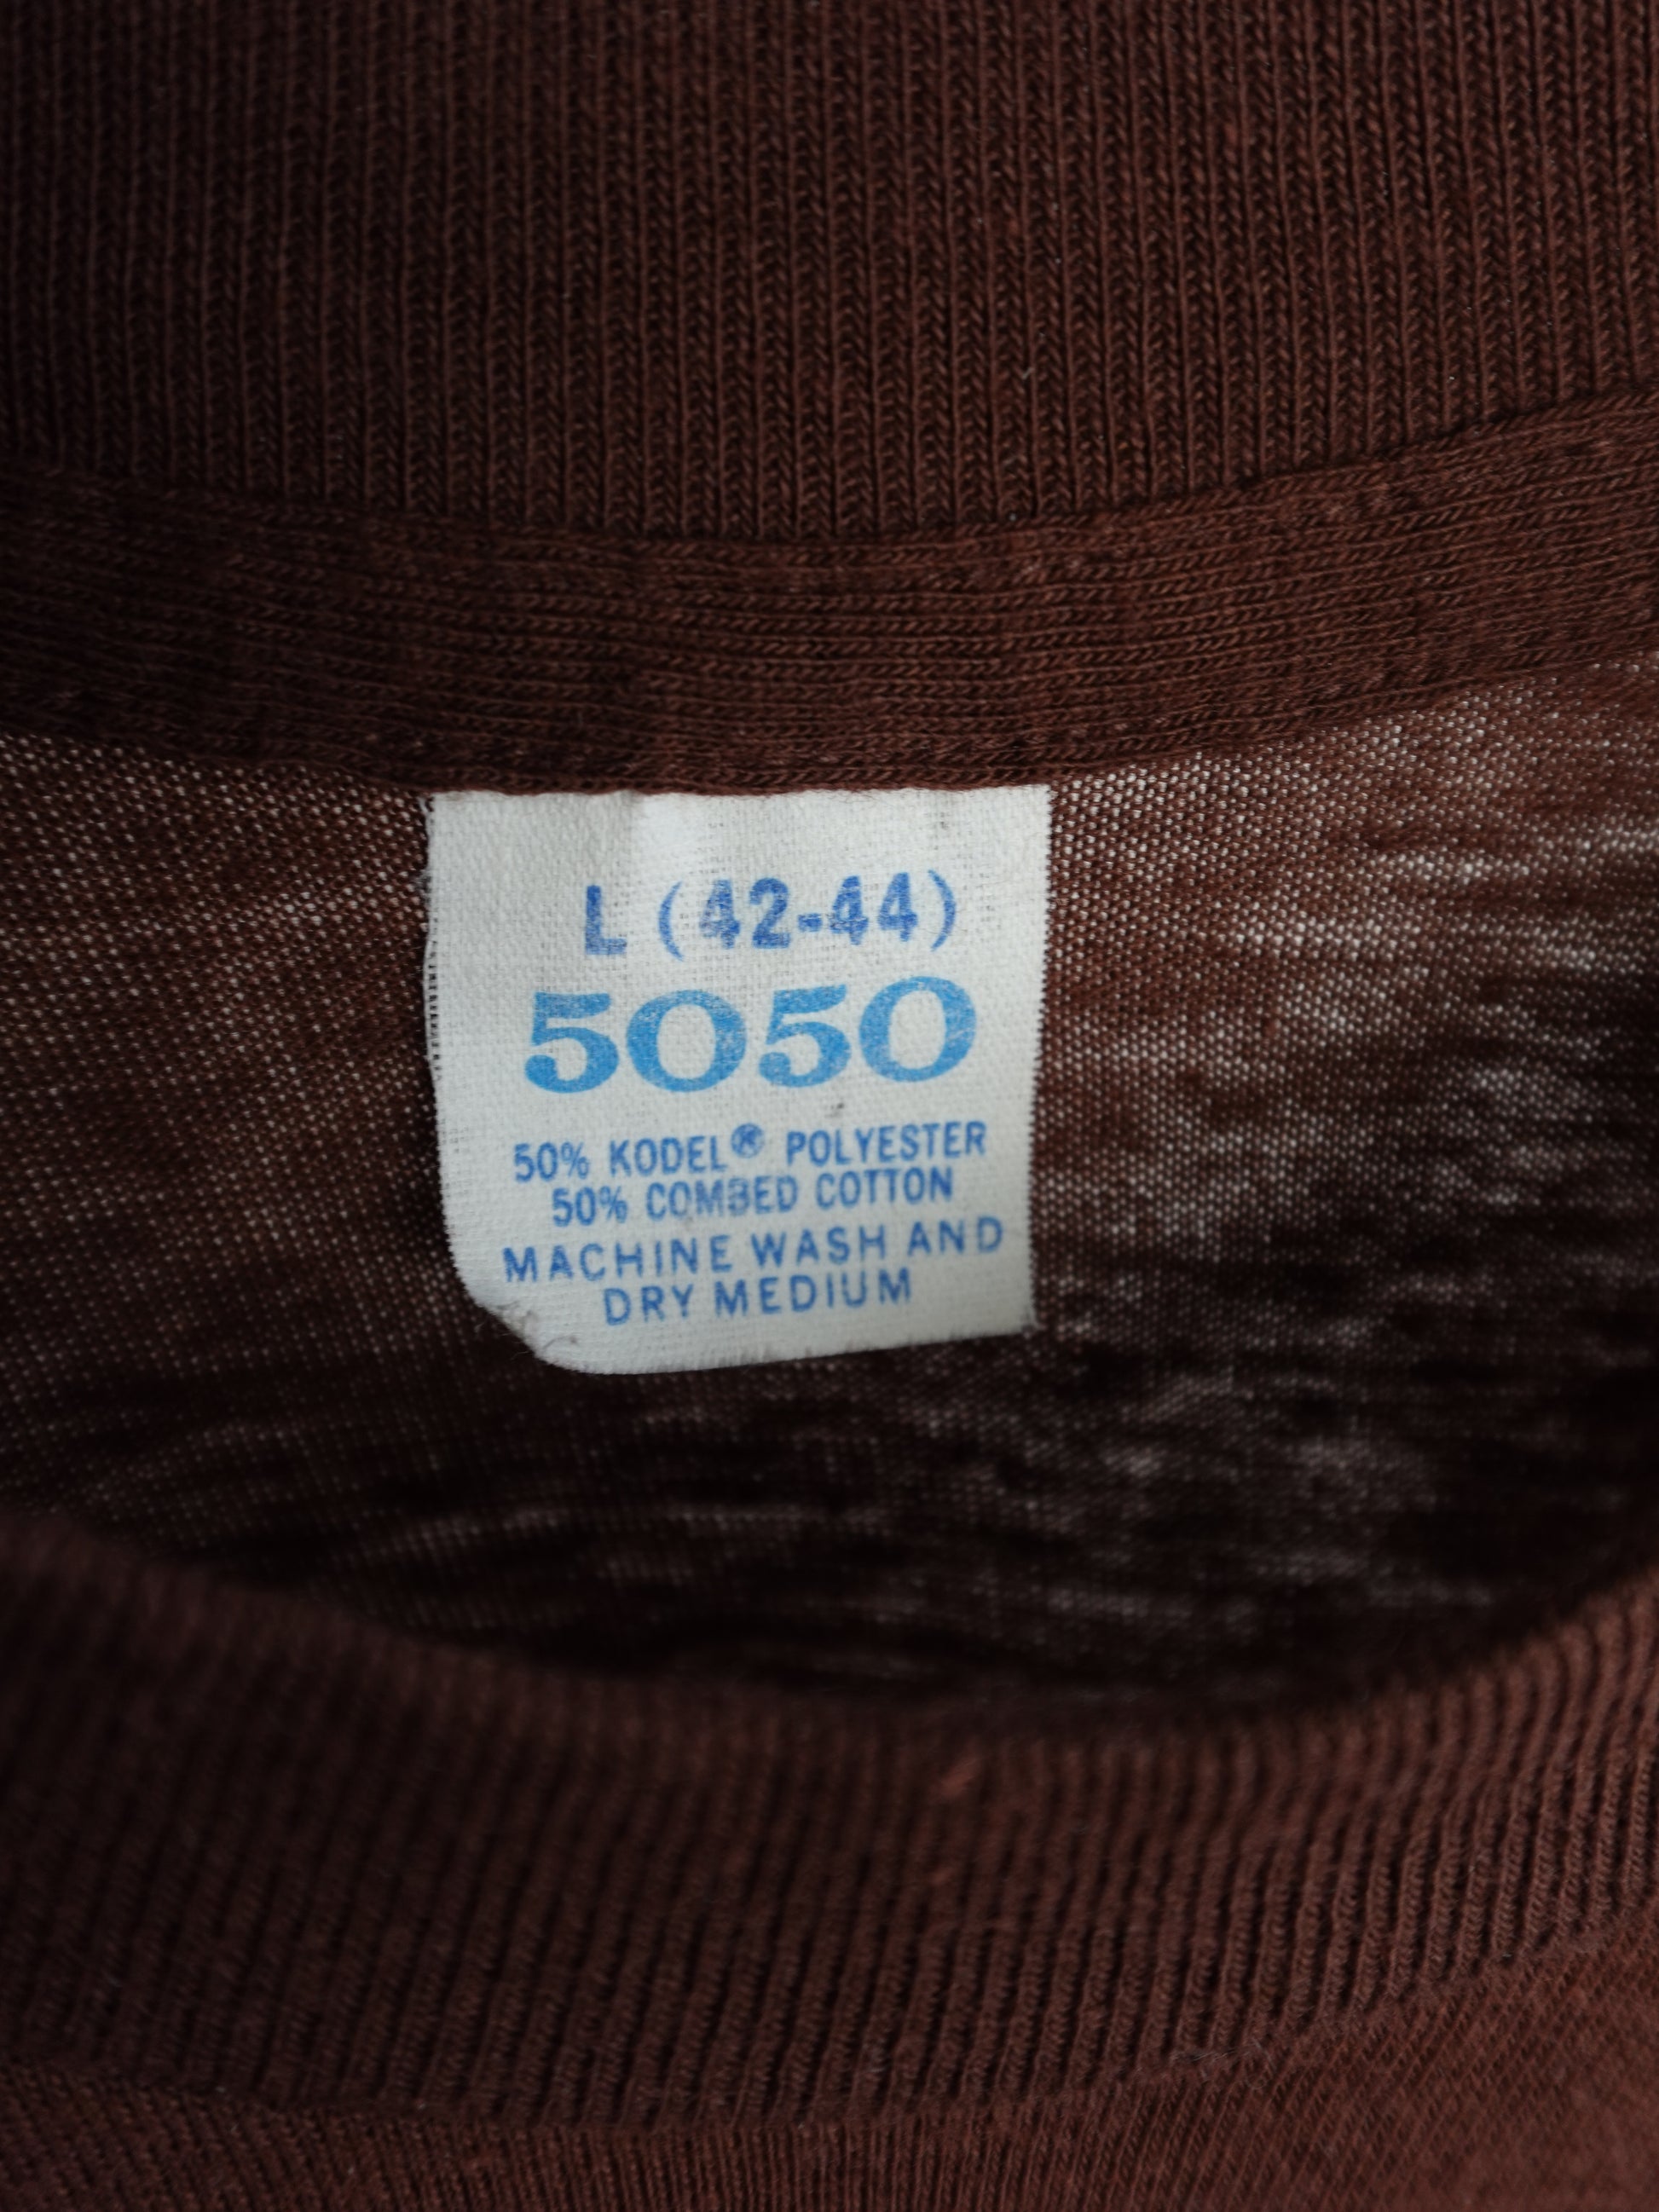 L (42-44)
5050
50% KODEL® POLYESTER
50% COMBED COTTON
MACHINE WASH AND
DRY MEDIUM